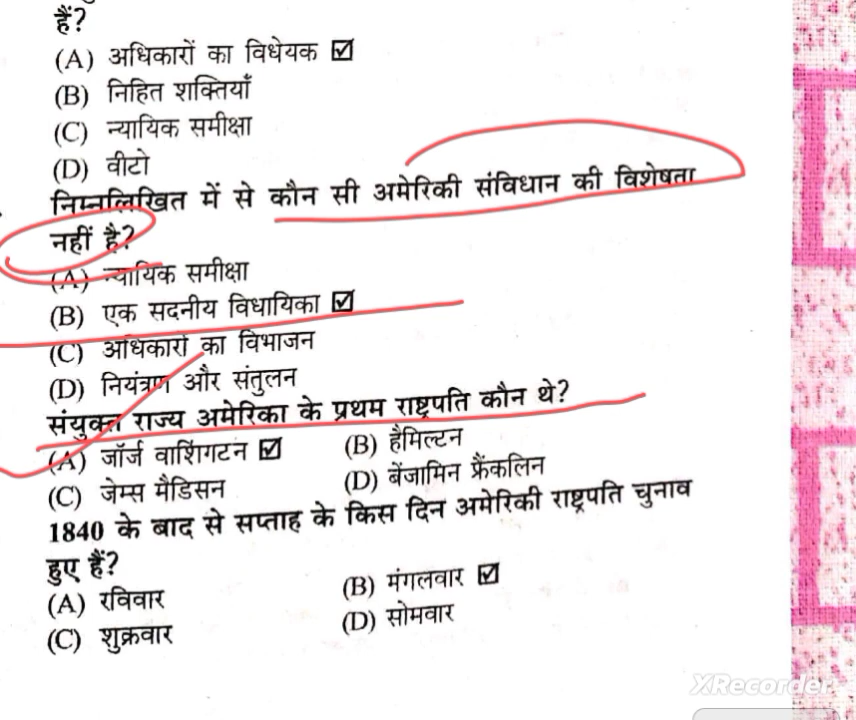 हैं?
(A) अधिकारों का विधेयक ☑
(B) निहित शक्तियाँ
(C) न्यायिक समीक्षा
(D) वीटो
निम्नलिखित में से कौन सी अमेरिकी संविधान की विशेषता
नहीं है?
(A) न्यायिक समीक्षा
(B) एक सदनीय विधायिका ☑
(C) अधिकारों का विभाजन
(D) नियंत्रण और संतुलन
संयुक्त राज्य अमेरिका के प्रथम राष्ट्रपति कौन थे?
(A) जॉर्ज वाशिंगटन ☑ (B) हैमिल्टन
(C) जेम्स मैडिसन (D) बेंजामिन फ्रैंकलिन
1840 के बाद से सप्ताह के किस दिन अमेरिकी राष्ट्रपति चुनाव
हुए हैं?
(A) रविवार (B) मंगलवार ☑
(C) शुक्रवार (D) सोमवार
XRecorder